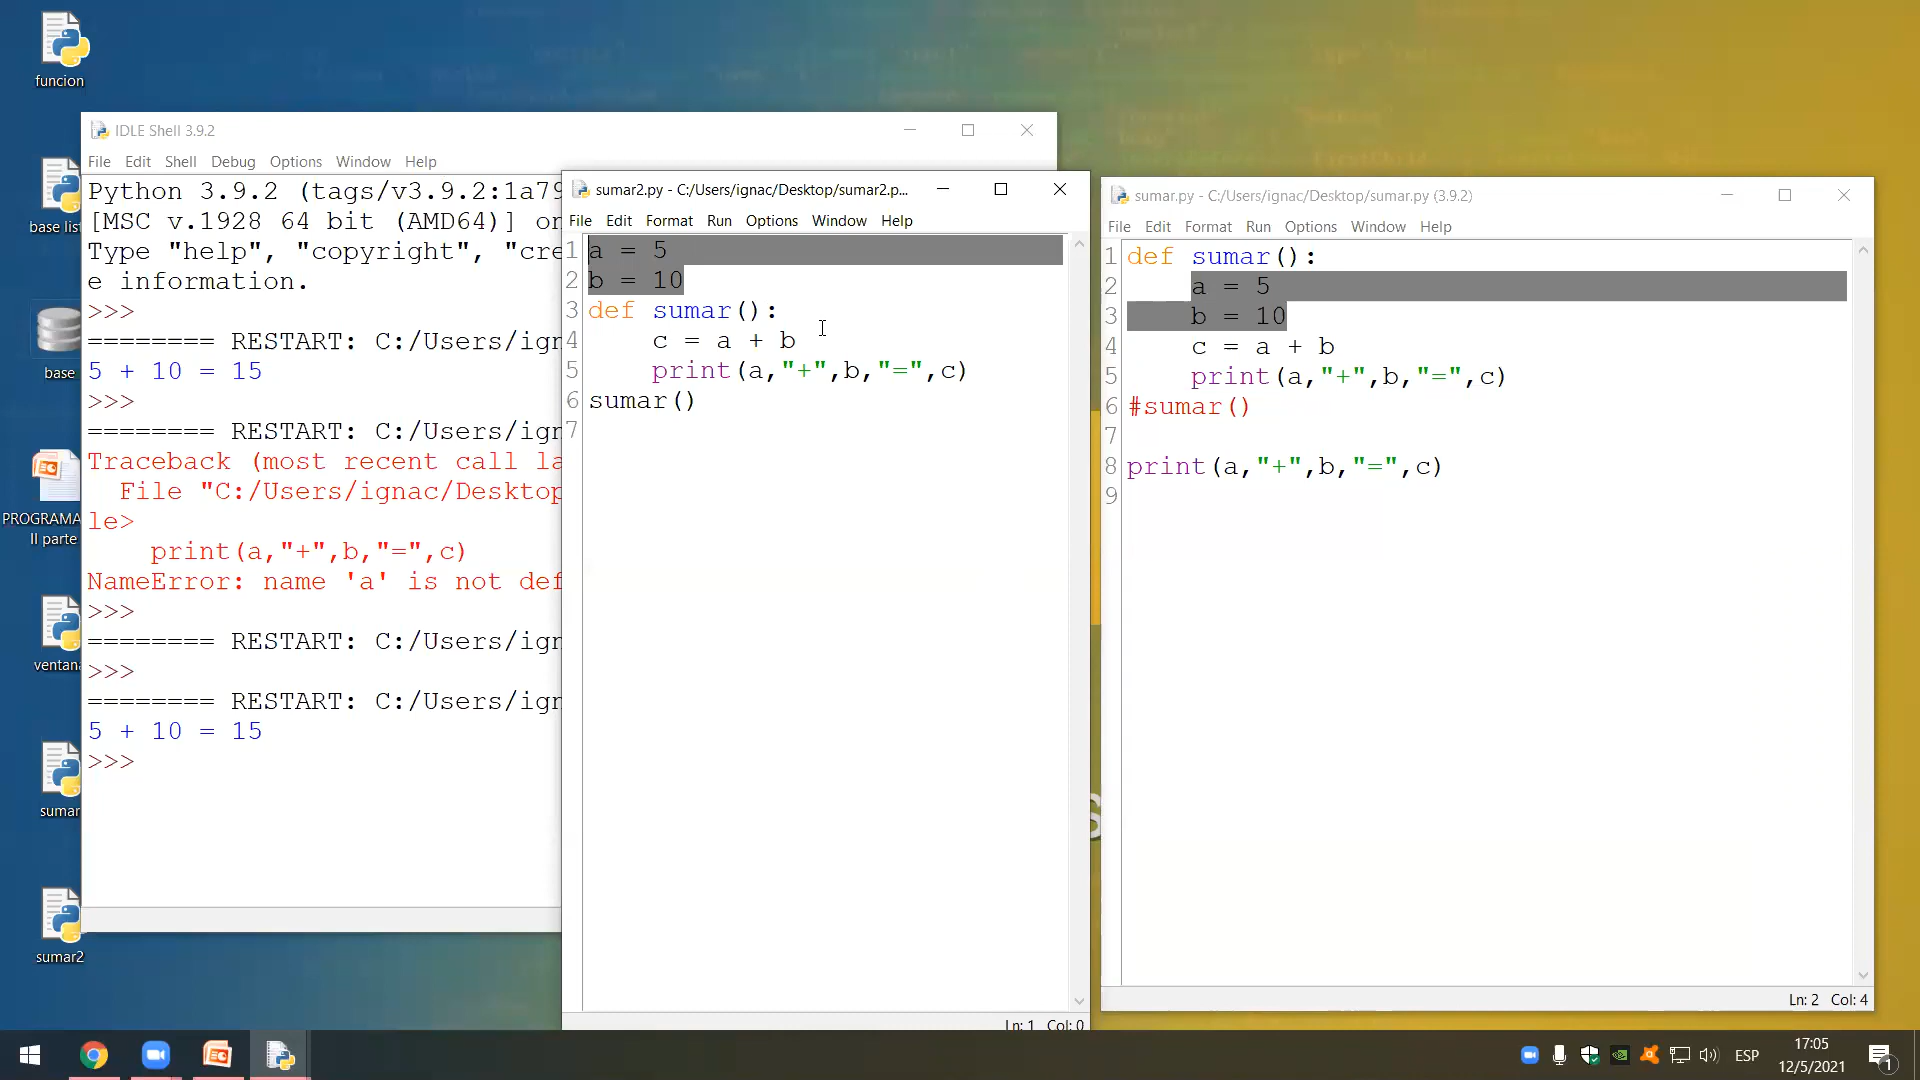 funcion
base lis
base
PROGRAMA
II parte
ventana
sumar
sumar2
IDLE Shell 3.9.2
File Edit Shell Debug Options Window Help
Python 3.9.2 (tags/v3.9.2:1a79
[MSC v.1928 64 bit (AMD64)] on
Type "help", "copyright", "cre
e information.
>>>
======== RESTART: C:/Users/ign
5 + 10 = 15
>>>
======== RESTART: C:/Users/ign
Traceback (most recent call la
File "C:/Users/ignac/Desktop
le>
print(a,"+",b,"=",c)
NameError: name 'a' is not def
>>>
======== RESTART: C:/Users/ign
>>>
======== RESTART: C:/Users/ign
5 + 10 = 15
>>>
sumar2.py - C:/Users/ignac/Desktop/sumar2.p...
File Edit Format Run Options Window Help
1 a = 5
2 b = 10
3 def sumar():
4 c = a + b
5 print(a,"+",b,"=",c)
6 sumar()
7
Ln: 1 Col: 0
sumar.py - C:/Users/ignac/Desktop/sumar.py (3.9.2)
File Edit Format Run Options Window Help
1 def sumar():
2 a = 5
3 b = 10
4 c = a + b
5 print(a,"+",b,"=",c)
6 #sumar()
7
8 print(a,"+",b,"=",c)
9
Ln: 2 Col: 4
ESP
17:05
12/5/2021
1